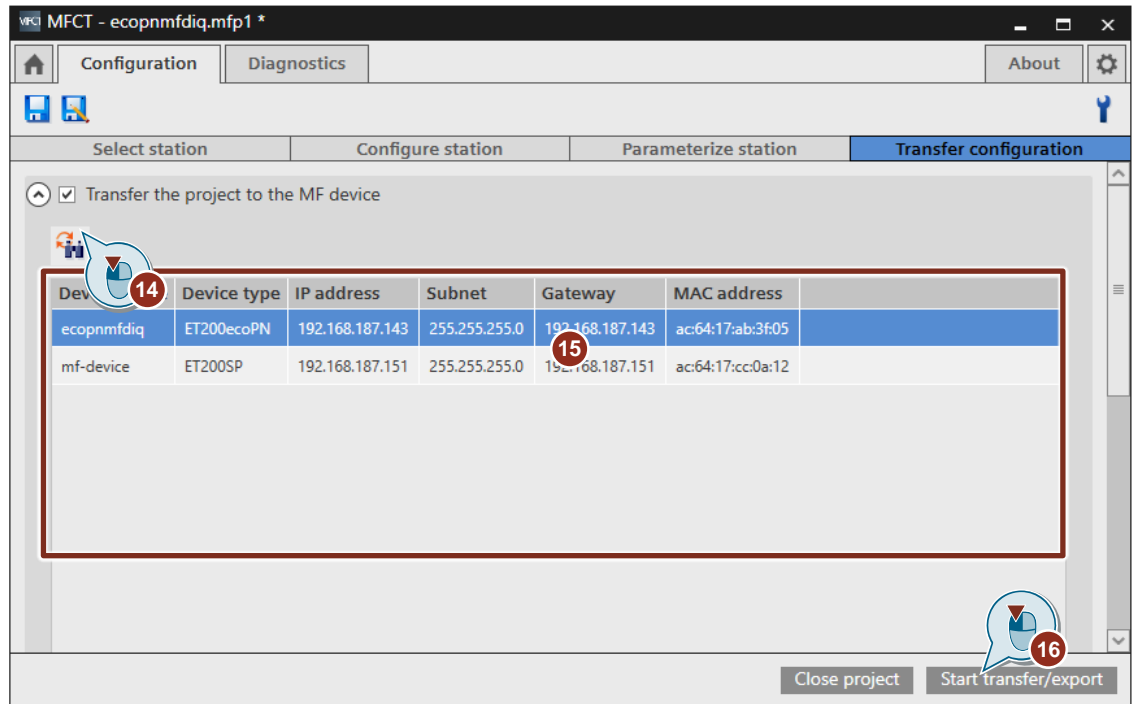 MFCT MFCT - ecopnmfdiq.mfp1 *
Configuration Diagnostics About
Select station Configure station Parameterize station Transfer configuration
Transfer the project to the MF device
14
Device type IP address Subnet Gateway MAC address
ecopnmfdiq ET200ecoPN 192.168.187.143 255.255.255.0 192.168.187.143 ac:64:17:ab:3f:05
15
mf-device ET200SP 192.168.187.151 255.255.255.0 192.168.187.151 ac:64:17:cc:0a:12
16
Close project Start transfer/export